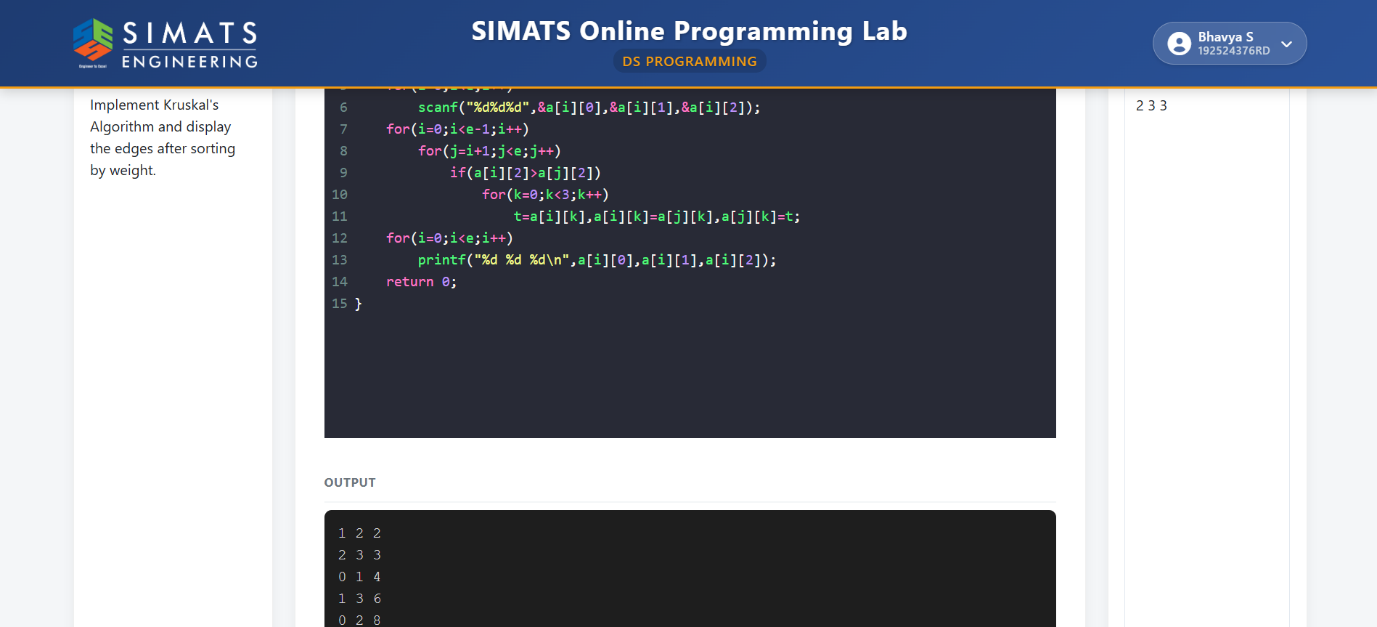 SIMATS
ENGINEERING
SIMATS Online Programming Lab
DS PROGRAMMING
Bhavya S
192524376RD
Implement Kruskal's
Algorithm and display
the edges after sorting
by weight.
6 scanf("%d%d%d",&a[i][0],&a[i][1],&a[i][2]);
7 for(i=0;i<e-1;i++)
8 for(j=i+1;j<e;j++)
9 if(a[i][2]>a[j][2])
10 for(k=0;k<3;k++)
11 t=a[i][k],a[i][k]=a[j][k],a[j][k]=t;
12 for(i=0;i<e;i++)
13 printf("%d %d %d\n",a[i][0],a[i][1],a[i][2]);
14 return 0;
15 }
OUTPUT
1 2 2
2 3 3
0 1 4
1 3 6
0 2 8
2 3 3